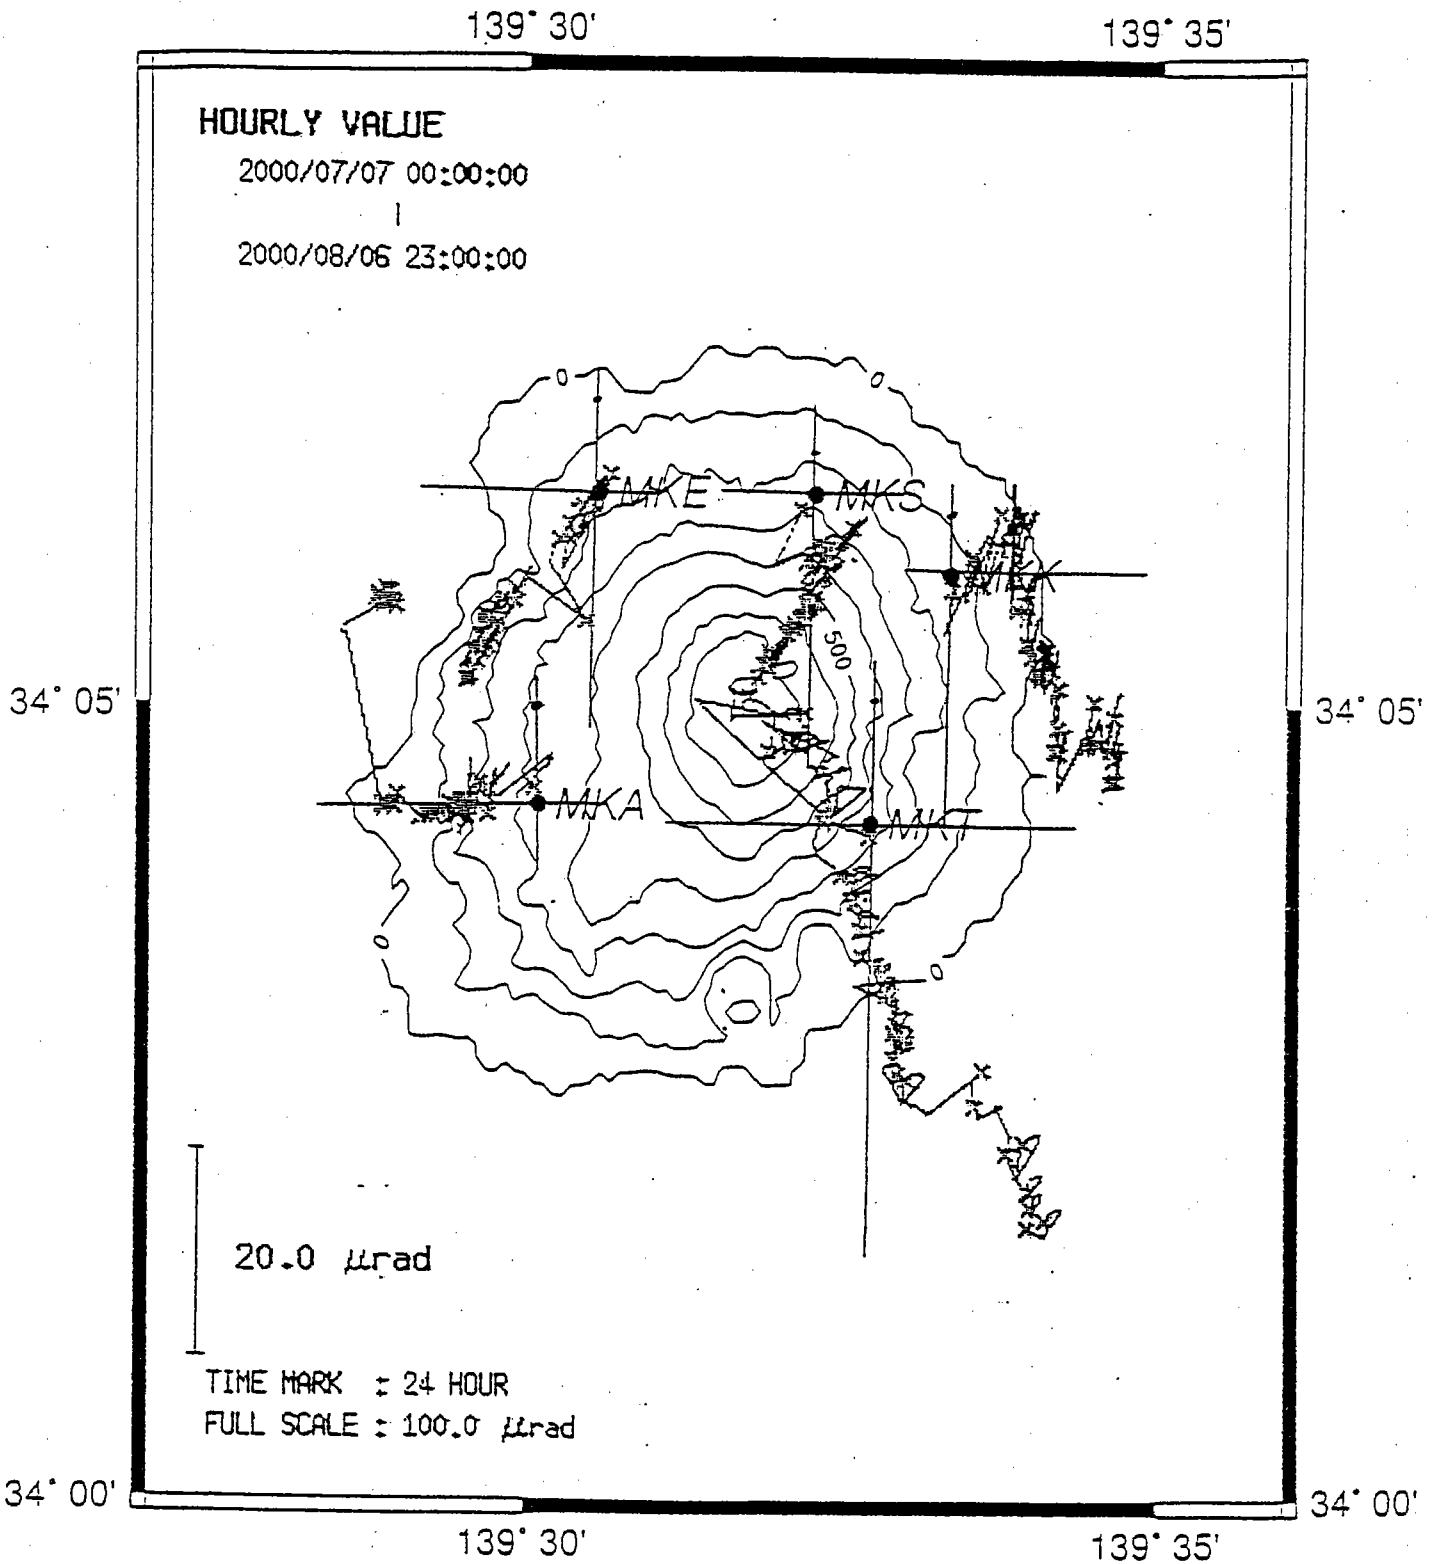 139° 30'
139° 35'
HOURLY VALUE
2000/07/07 00:00:00
|
2000/08/06 23:00:00
0
0
MKE
MKS
MKK
500
34° 05'
34° 05'
MKA
MKT
0
0
20.0 μrad
TIME MARK : 24 HOUR
FULL SCALE : 100.0 μrad
34° 00'
34° 00'
139° 30'
139° 35'